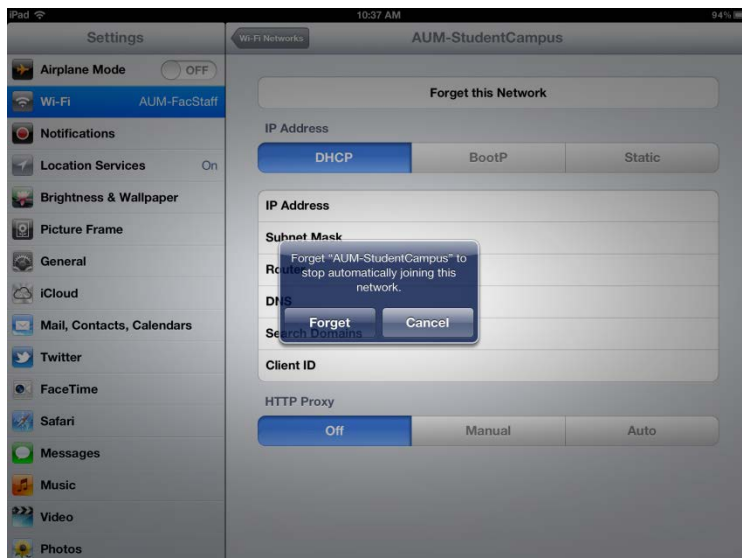 iPad 10:37 AM 94%
Settings
Wi-Fi Networks
AUM-StudentCampus
Airplane Mode OFF
Wi-Fi AUM-FacStaff
Notifications
Location Services On
Brightness & Wallpaper
Picture Frame
General
iCloud
Mail, Contacts, Calendars
Twitter
FaceTime
Safari
Messages
Music
Video
Photos
Forget this Network
IP Address
DHCP BootP Static
IP Address
Subnet Mask
Router
DNS
Search Domains
Client ID
Forget "AUM-StudentCampus" to
stop automatically joining this
network.
Forget Cancel
HTTP Proxy
Off Manual Auto